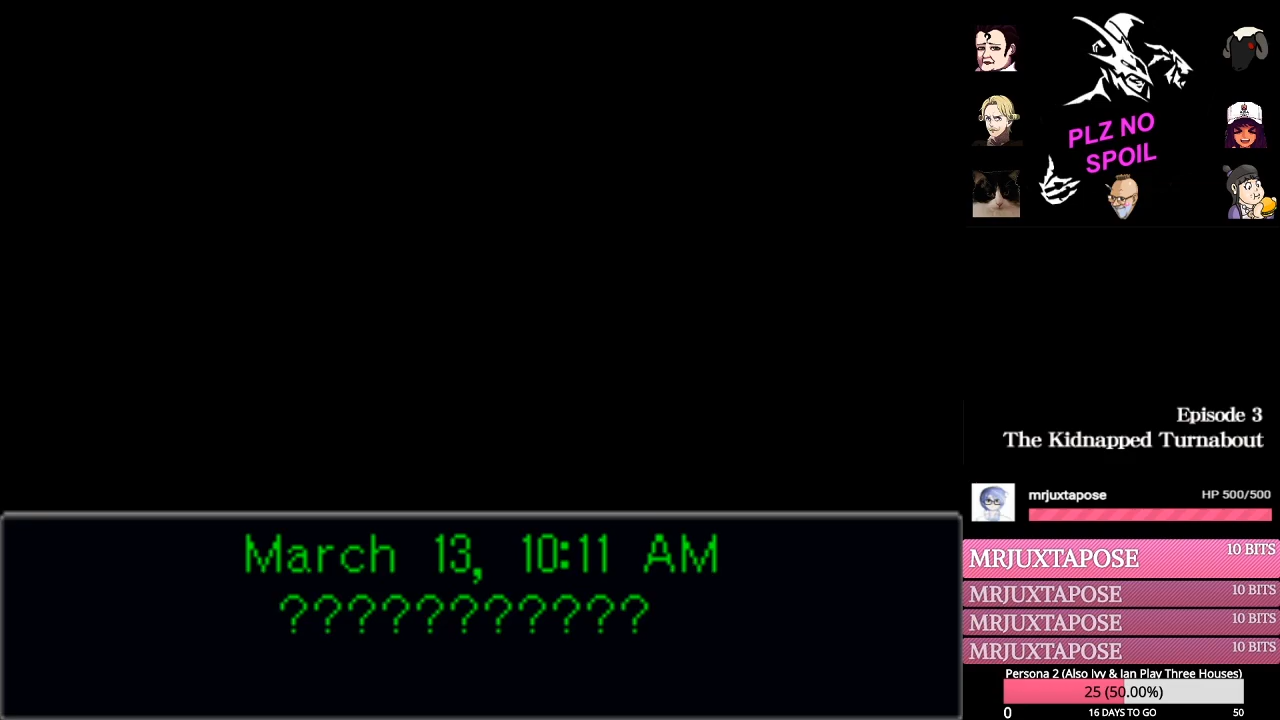 PLZ NO
SPOIL
Episode 3
The Kidnapped Turnabout
mrjuxtapose HP 500/500
MRJUXTAPOSE 10 BITS
MRJUXTAPOSE 10 BITS
MRJUXTAPOSE 10 BITS
MRJUXTAPOSE 10 BITS
Persona 2 (Also Ivy & Ian Play Three Houses)
25 (50.00%)
0 16 DAYS TO GO 50
March 13, 10:11 AM
???????????